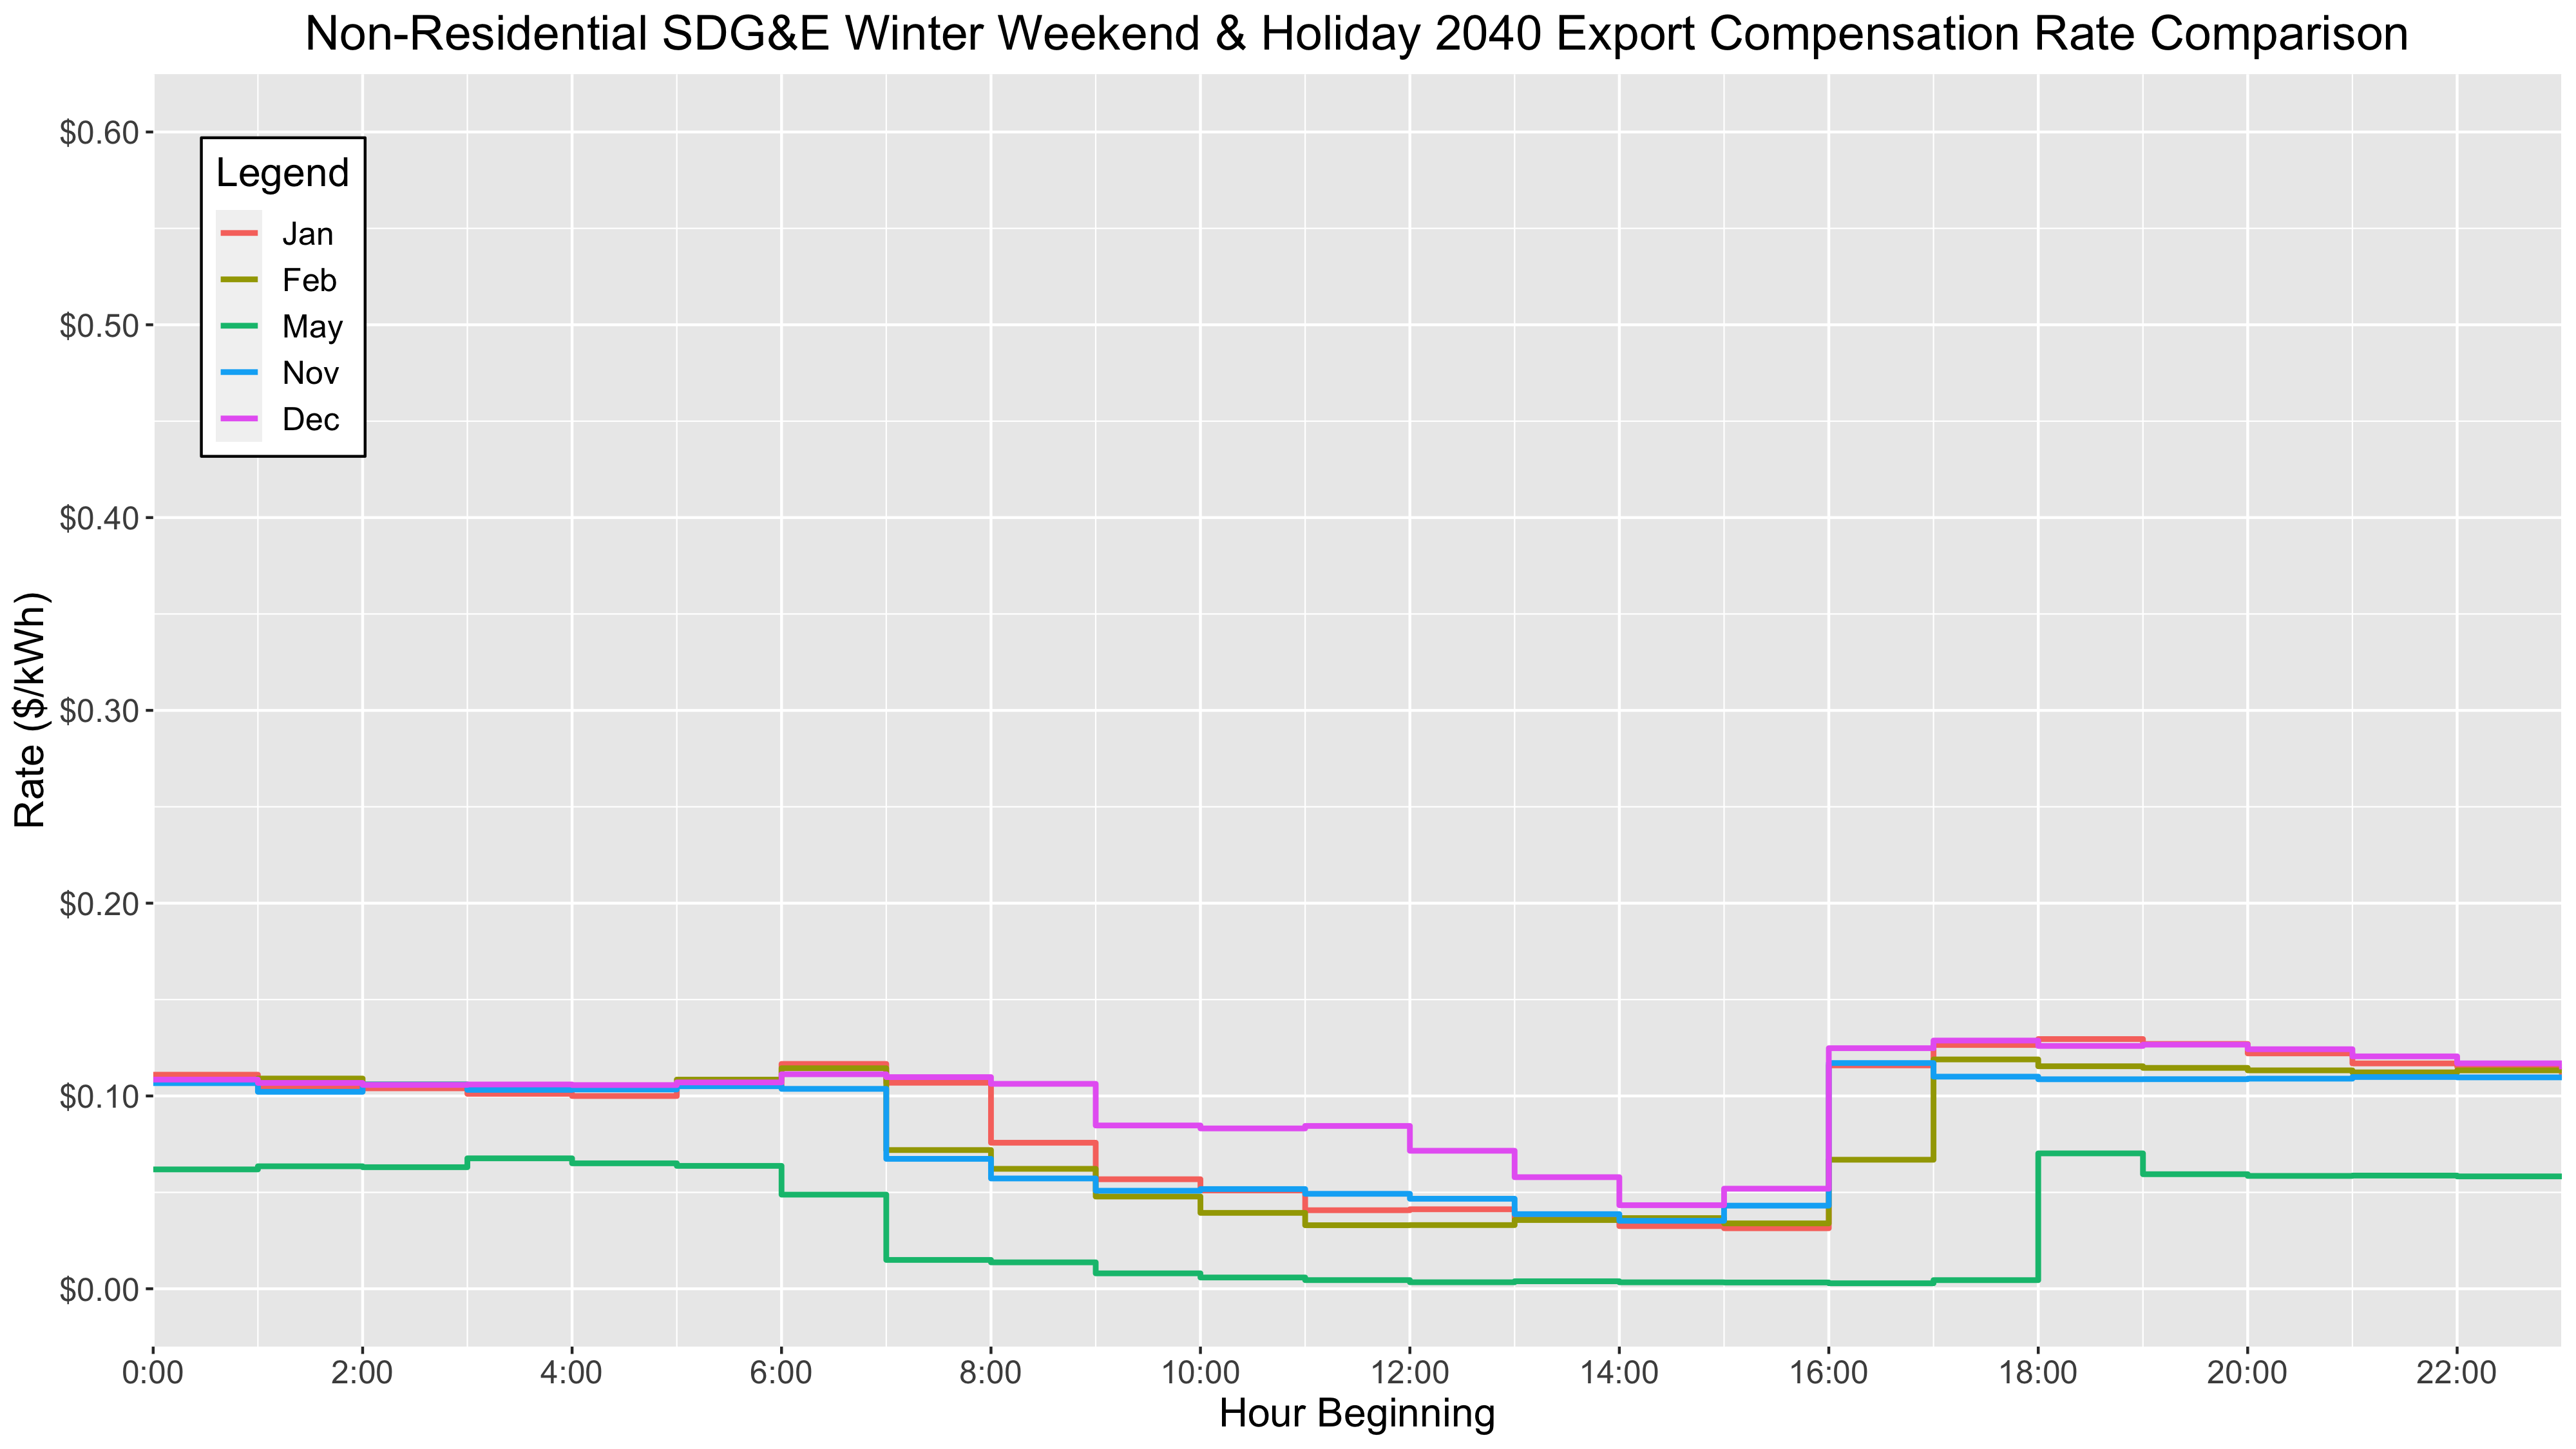 Non-Residential SDG&E Winter Weekend & Holiday 2040 Export Compensation Rate Comparison
Rate ($/kWh)
$0.60
$0.50
$0.40
$0.30
$0.20
$0.10
$0.00
Legend
Jan
Feb
May
Nov
Dec
0:00 2:00 4:00 6:00 8:00 10:00 12:00 14:00 16:00 18:00 20:00 22:00
Hour Beginning